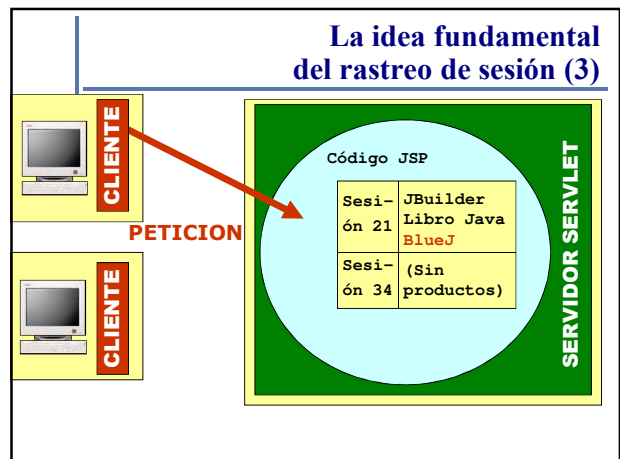 La idea fundamental
del rastreo de sesión (3)
CLIENTE
PETICION
CLIENTE
Código JSP
Sesi-
ón 21
JBuilder
Libro Java
BlueJ
Sesi-
ón 34
(Sin
productos)
SERVIDOR SERVLET